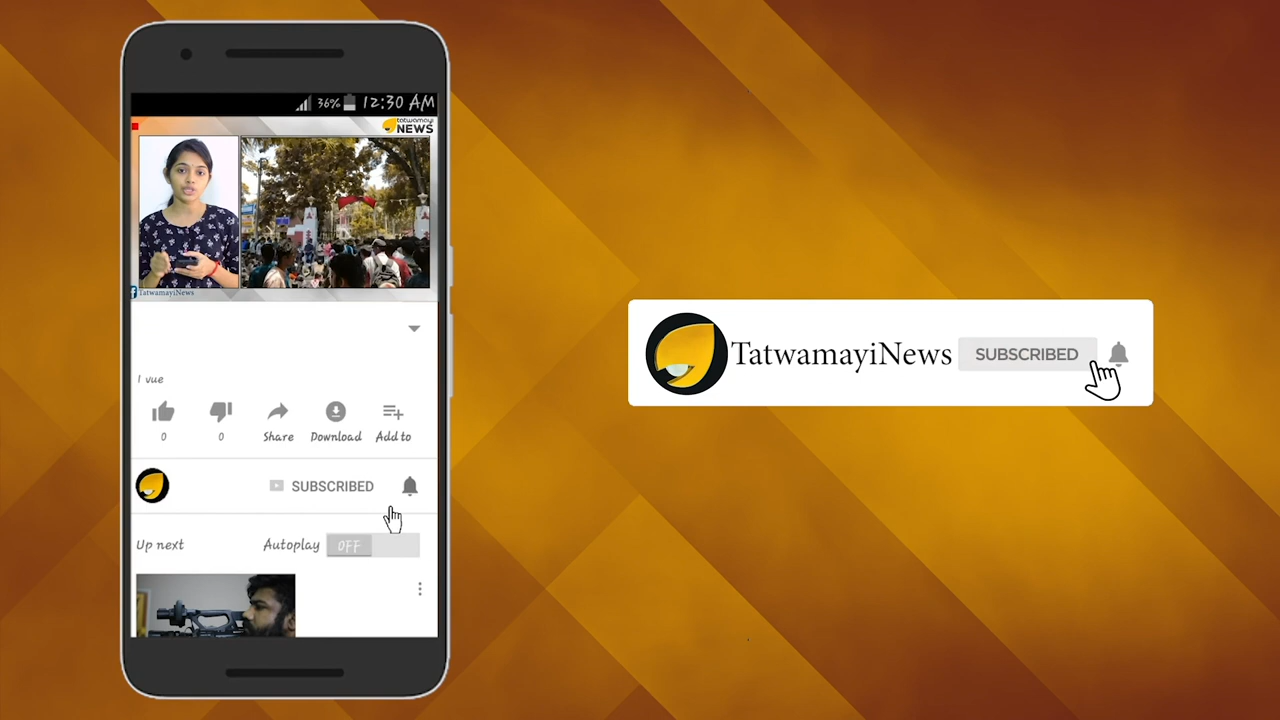 36% 12:30 AM
tatwamayi
NEWS
TatwamayiNews
1 vue
0 0 Share Download Add to
SUBSCRIBED
Up next Autoplay OFF
TatwamayiNews SUBSCRIBED